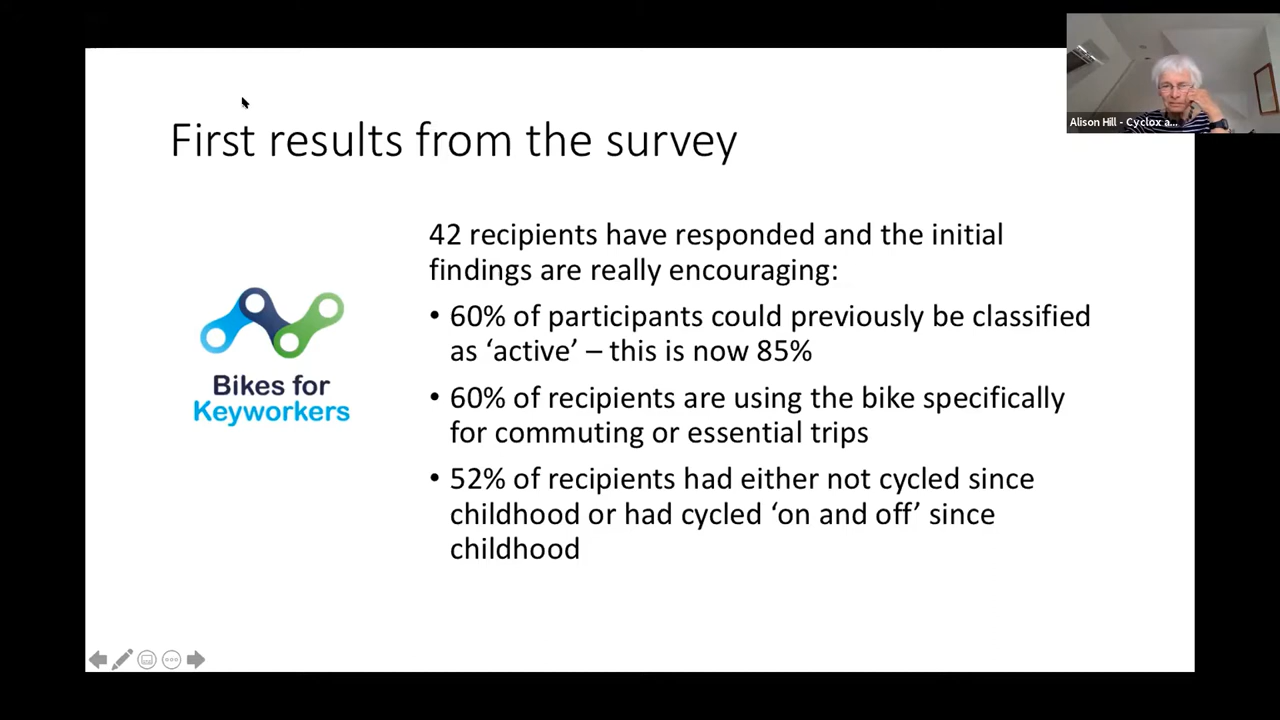 Alison Hill - Cyclox a...
First results from the survey
42 recipients have responded and the initial
findings are really encouraging:
• 60% of participants could previously be classified
as ‘active’ – this is now 85%
• 60% of recipients are using the bike specifically
for commuting or essential trips
• 52% of recipients had either not cycled since
childhood or had cycled ‘on and off’ since
childhood
Bikes for
Keyworkers